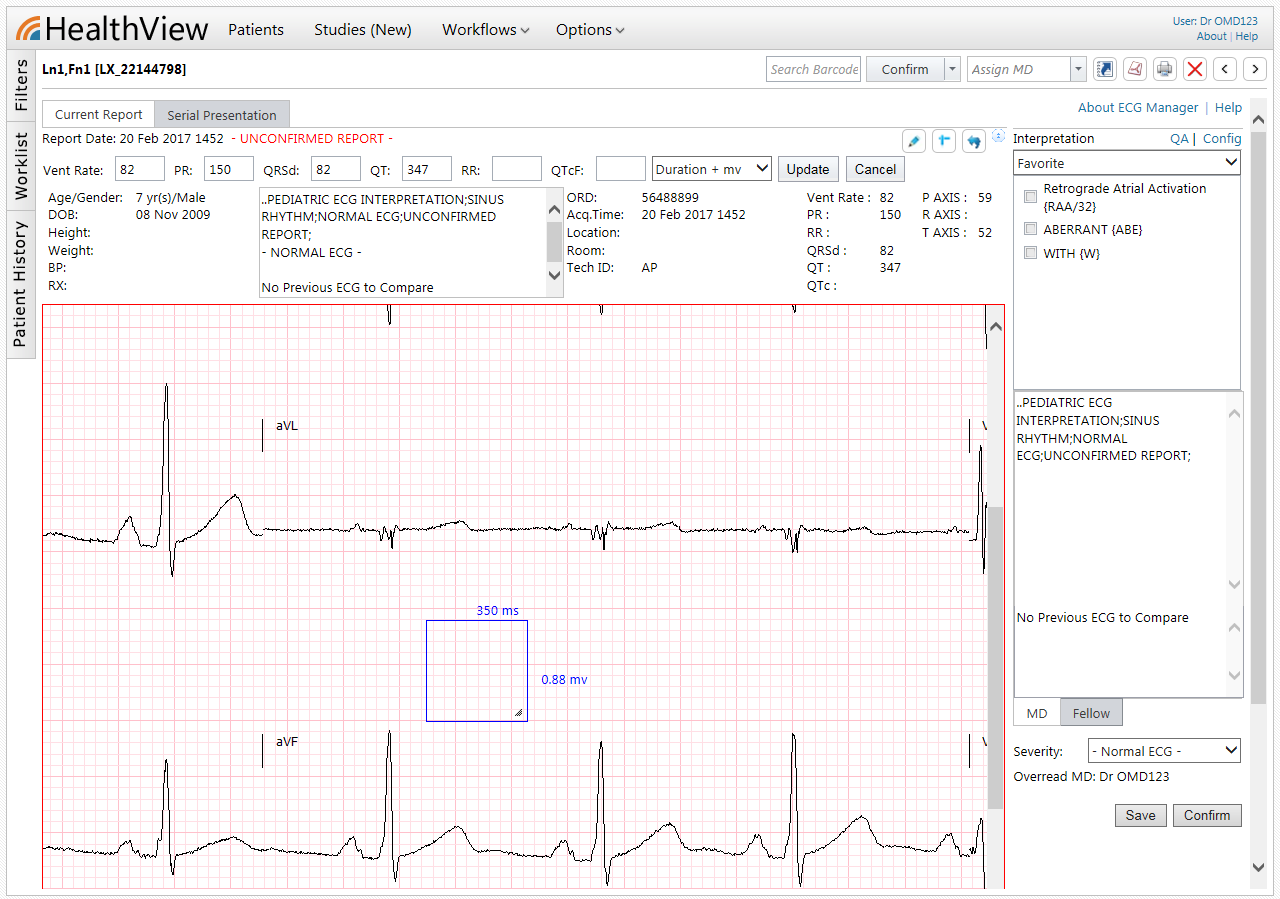 HealthView Patients Studies (New) Workflows Options
User: Dr OMD123
About | Help
Filters
Worklist
Patient History
Ln1,Fn1 [LX_22144798] Search Barcode Confirm Assign MD
About ECG Manager | Help
Current Report Serial Presentation
Report Date: 20 Feb 2017 1452 - UNCONFIRMED REPORT -
Vent Rate: 82 PR: 150 QRSd: 82 QT: 347 RR: QTcF: Duration + mv Update Cancel
Age/Gender: 7 yr(s)/Male
DOB: 08 Nov 2009
Height:
Weight:
BP:
RX:
..PEDIATRIC ECG INTERPRETATION;SINUS
RHYTHM;NORMAL ECG;UNCONFIRMED
REPORT;
- NORMAL ECG -
No Previous ECG to Compare
ORD: 56488899
Acq.Time: 20 Feb 2017 1452
Location:
Room:
Tech ID: AP
Vent Rate : 82 P AXIS : 59
PR : 150 R AXIS :
RR : T AXIS : 52
QRSd : 82
QT : 347
QTc :
aVL
V
350 ms
0.88 mv
aVF
V
Interpretation QA | Config
Favorite
Retrograde Atrial Activation
{RAA/32}
ABERRANT {ABE}
WITH {W}
..PEDIATRIC ECG
INTERPRETATION;SINUS
RHYTHM;NORMAL
ECG;UNCONFIRMED REPORT;
No Previous ECG to Compare
MD Fellow
Severity: - Normal ECG -
Overread MD: Dr OMD123
Save Confirm